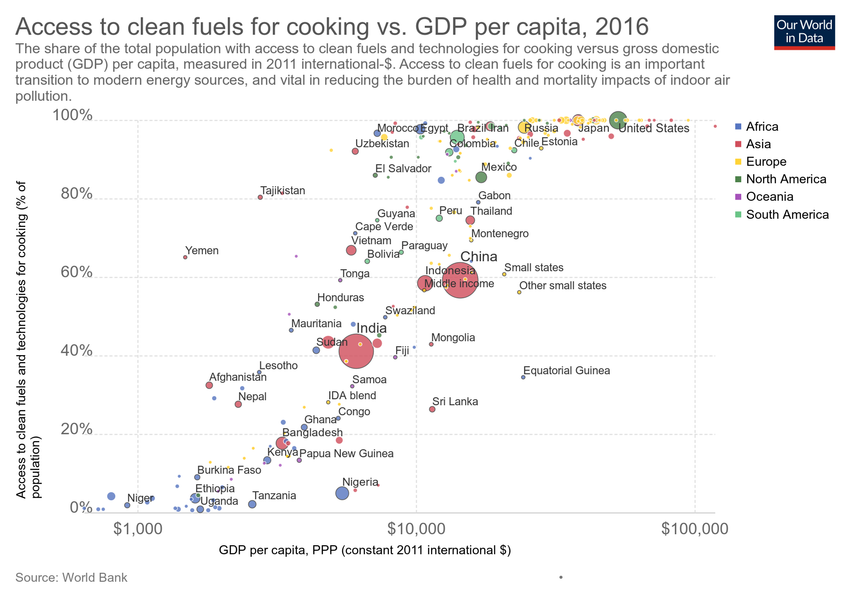 Access to clean fuels for cooking vs. GDP per capita, 2016
Our World
in Data
The share of the total population with access to clean fuels and technologies for cooking versus gross domestic
product (GDP) per capita, measured in 2011 international-$. Access to clean fuels for cooking is an important
transition to modern energy sources, and vital in reducing the burden of health and mortality impacts of indoor air
pollution.
Access to clean fuels and technologies for cooking (% of
population)
100%
80%
60%
40%
20%
0%
Morocco
Egypt
Brazil
Iran
Russia
Japan
United States
Uzbekistan
Colombia
Chile
Estonia
El Salvador
Mexico
Tajikistan
Gabon
Guyana
Peru
Thailand
Cape Verde
Montenegro
Vietnam
Paraguay
Yemen
Bolivia
China
Tonga
Indonesia
Small states
Middle income
Other small states
Honduras
Swaziland
Mauritania
India
Sudan
Mongolia
Fiji
Lesotho
Equatorial Guinea
Afghanistan
Samoa
Nepal
IDA blend
Sri Lanka
Congo
Ghana
Bangladesh
Kenya
Papua New Guinea
Burkina Faso
Nigeria
Ethiopia
Niger
Uganda
Tanzania
$1,000
$10,000
$100,000
GDP per capita, PPP (constant 2011 international $)
Africa
Asia
Europe
North America
Oceania
South America
Source: World Bank